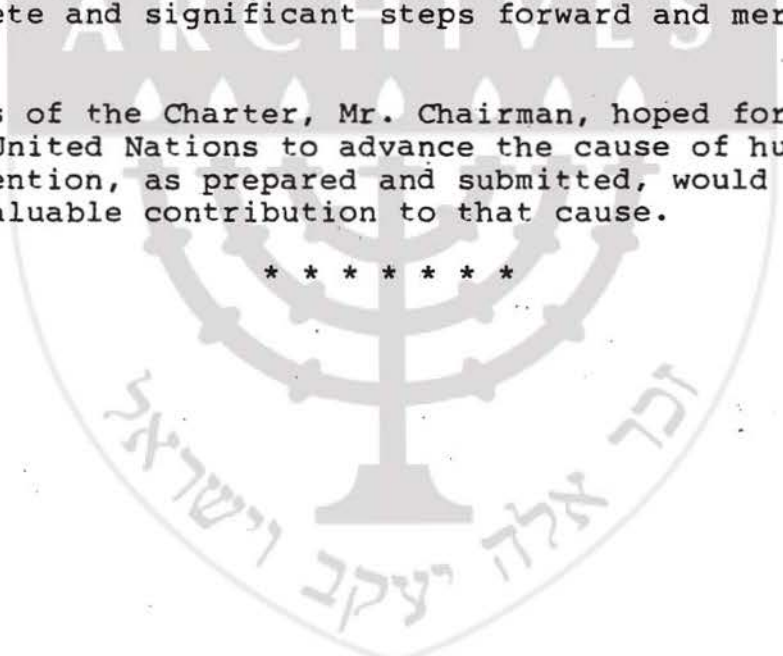 ete and significant steps forward and mer
ARCHIVES
s of the Charter, Mr. Chairman, hoped for
United Nations to advance the cause of hu
ention, as prepared and submitted, would
aluable contribution to that cause.
* * * * * * *
זכר אלה יעקב וישראל